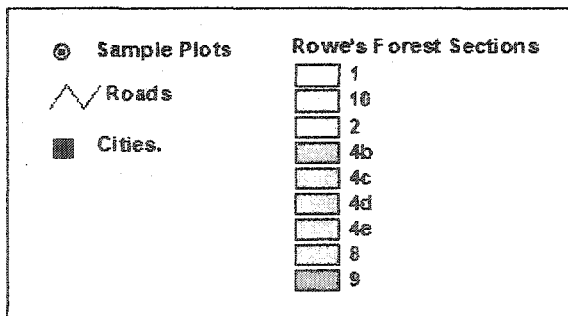 Sample Plots
Roads
Cities.
Rowe's Forest Sections
1
10
2
4b
4c
4d
4e
8
9